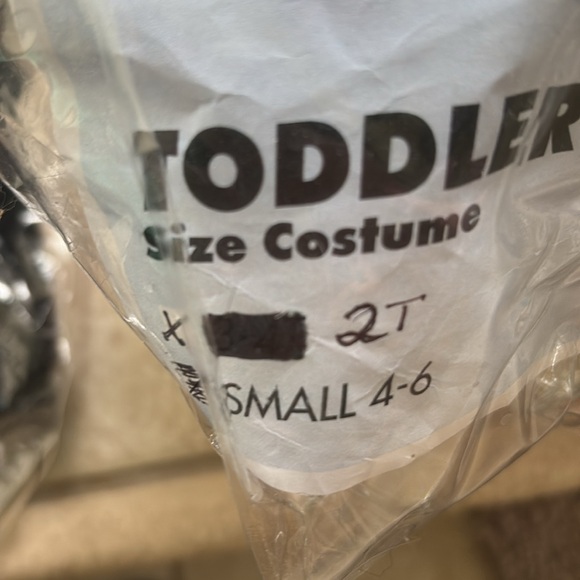 TODDLER
Size Costume
X 2T
SMALL 4-6